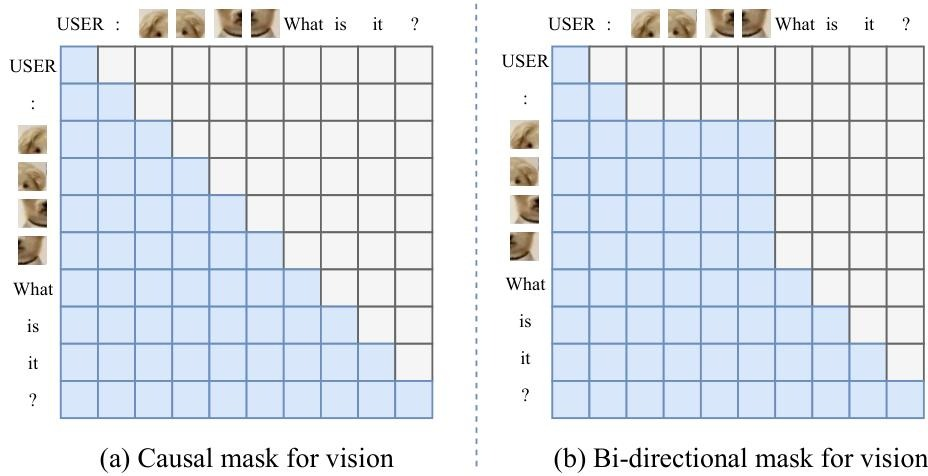 USER : What is it ?
USER
:
What
is
it
?
(a) Causal mask for vision
USER : What is it ?
USER
:
What
is
it
?
(b) Bi-directional mask for vision